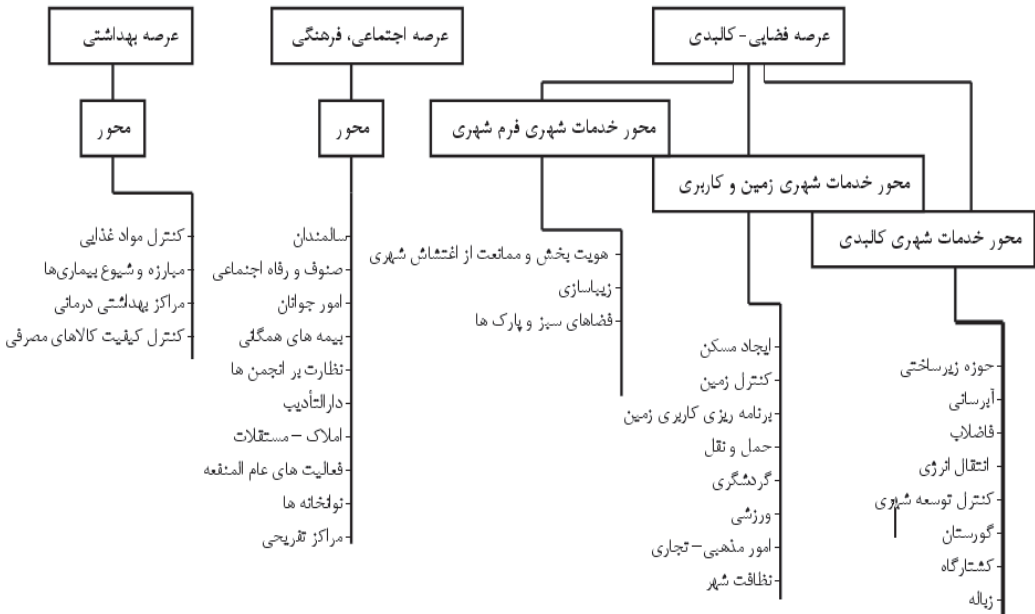 عرصه فضایی- کالبدی
محور خدمات شهری کالبدی
حوزه زیرساختی
آبرسانی
فاضلاب
انتقال انرژی
کنترل توسعه شهری
گورستان
کشتارگاه
زباله
محور خدمات شهری زمین و کاربری
ایجاد مسکن
کنترل زمین
برنامه ریزی کاربری زمین
حمل و نقل
گردشگری
ورزشی
امور مذهبی– تجاری
نظافت شهر
محور خدمات شهری فرم شهری
هویت بخش و ممانعت از اغتشاش شهری
زیباسازی
فضاهای سبز و پارک ها
عرصه اجتماعی، فرهنگی
محور
سالمندان
صنوف و رفاه اجتماعی
امور جوانان
بیمه های همگانی
نظارت بر انجمن ها
دارالتأدیب
املاک – مستقلات
فعالیت های عام المنفعه
نوانخانه ها
مراکز تفریحی
عرصه بهداشتی
محور
کنترل مواد غذایی
مبارزه و شیوع بیماری‌ها
مراکز بهداشتی درمانی
کنترل کیفیت کالاهای مصرفی